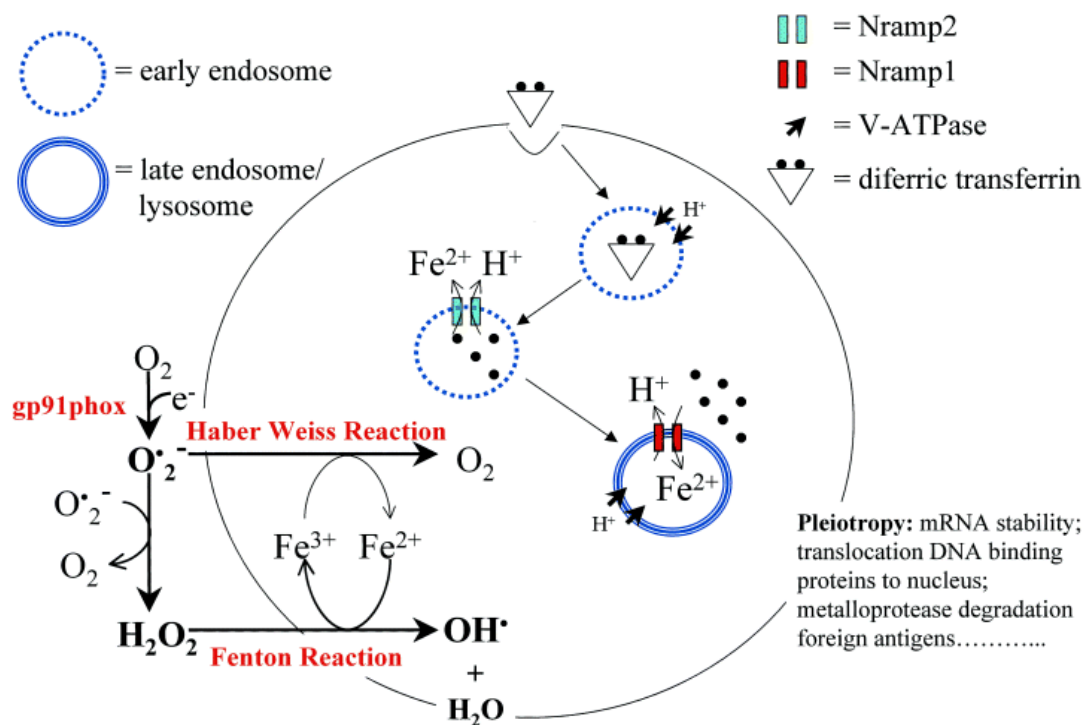 = early endosome
= late endosome/
lysosome
= Nramp2
= Nramp1
= V-ATPase
= diferric transferrin
H⁺
Fe²⁺ H⁺
H⁺
Fe²⁺
H⁺
O₂
gp91phox
e⁻
Haber Weiss Reaction
O•₂⁻
O₂
O•₂⁻
Fe³⁺ Fe²⁺
O₂
H₂O₂
OH•
Fenton Reaction
+
H₂O
Pleiotropy: mRNA stability;
translocation DNA binding
proteins to nucleus;
metalloprotease degradation
foreign antigens………...